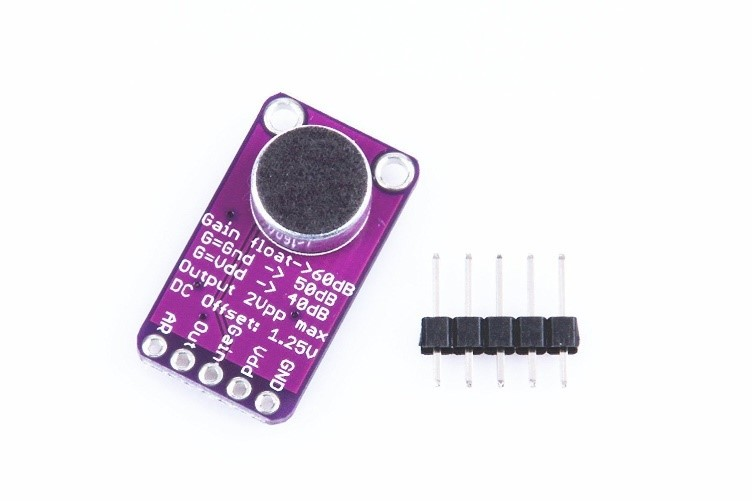 Gain float->60dB
G=Gnd -> 50dB
G=Vdd -> 40dB
Output 2Vpp max
DC Offset: 1.25V
AR
Out
Gain
Vdd
GND